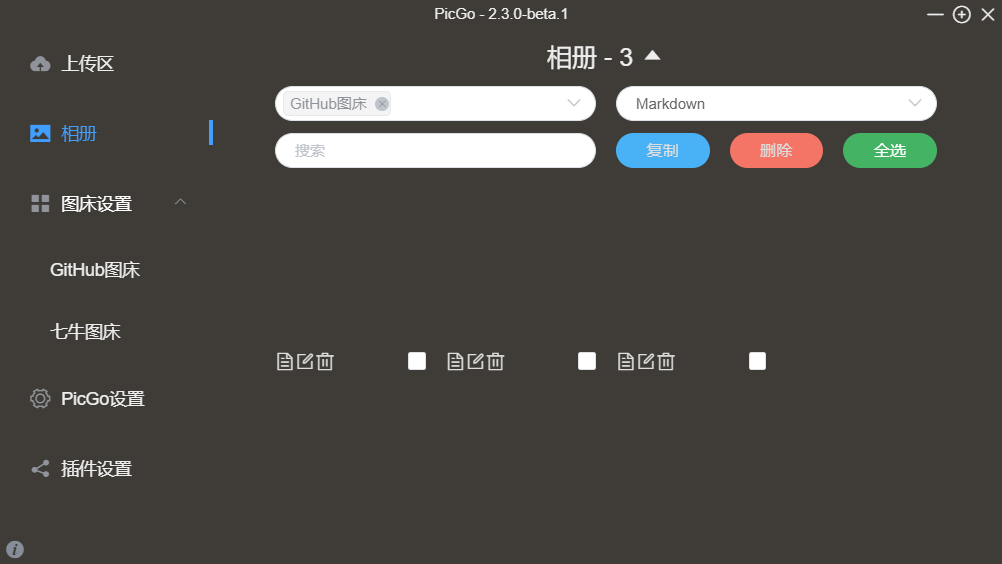 PicGo - 2.3.0-beta.1
上传区
相册
图床设置
GitHub图床
七牛图床
PicGo设置
插件设置
相册 - 3
GitHub图床
Markdown
搜索
复制
删除
全选